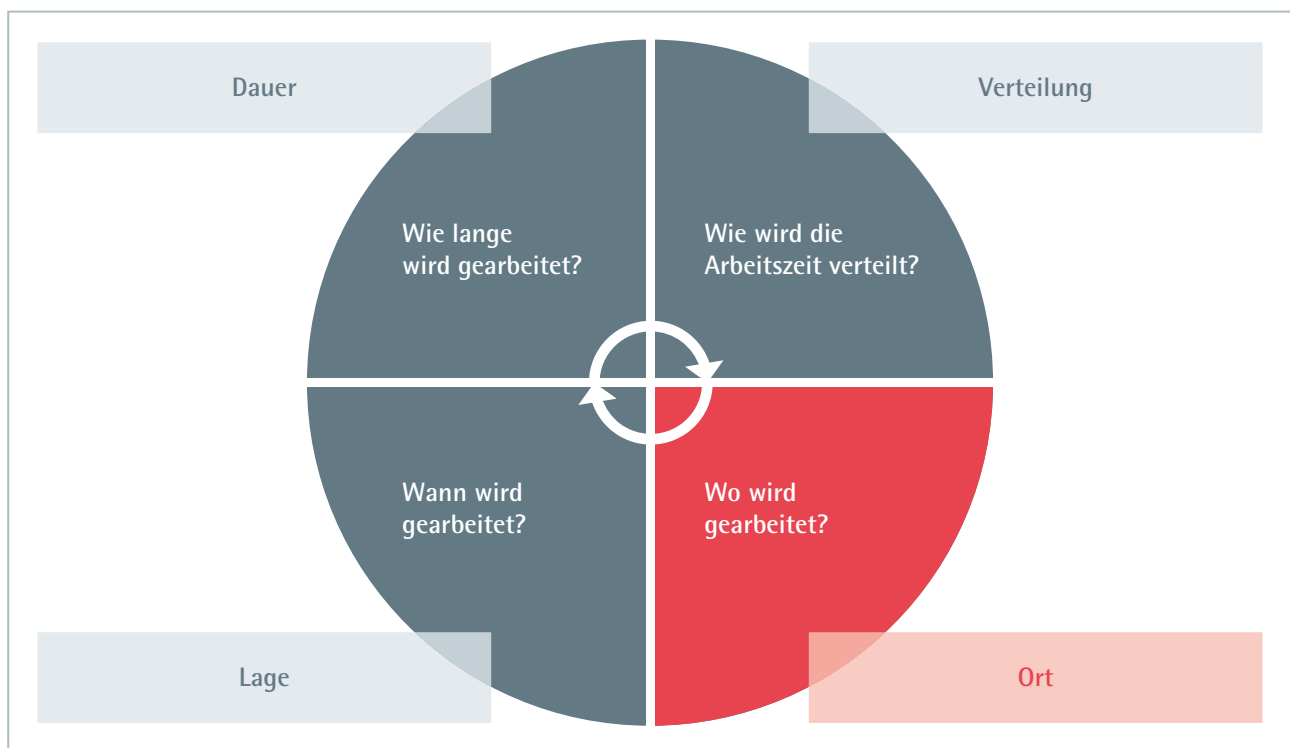 Dauer
Verteilung
Wie lange
wird gearbeitet?
Wie wird die
Arbeitszeit verteilt?
Wann wird
gearbeitet?
Wo wird
gearbeitet?
Lage
Ort